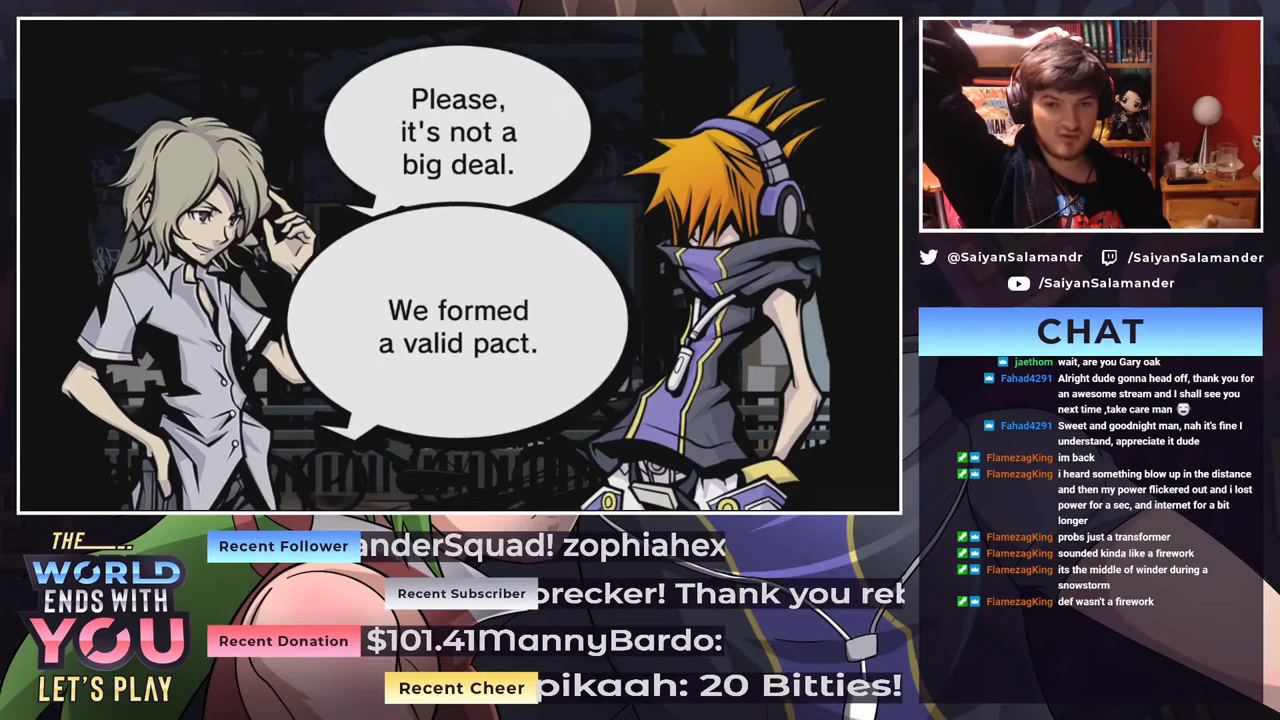 Please,
it's not a
big deal.
We formed
a valid pact.
@SaiyanSalamandr
/SaiyanSalamander
/SaiyanSalamander
CHAT
jaethom wait, are you Gary oak
Fahad4291 Alright dude gonna head off, thank you for
an awesome stream and I shall see you
next time ,take care man
Fahad4291 Sweet and goodnight man, nah it's fine I
understand, appreciate it dude
FlamezagKing im back
FlamezagKing i heard something blow up in the distance
and then my power flickered out and i lost
power for a sec, and internet for a bit
longer
FlamezagKing probs just a transformer
FlamezagKing sounded kinda like a firework
FlamezagKing its the middle of winder during a
snowstorm
FlamezagKing def wasn't a firework
THE
WORLD
ENDS WITH
YOU
LET'S PLAY
Recent Follower anderSquad! zophiahex
Recent Subscriber orecker! Thank you reb
Recent Donation $101.41MannyBardo:
Recent Cheer pikaah: 20 Bitties!